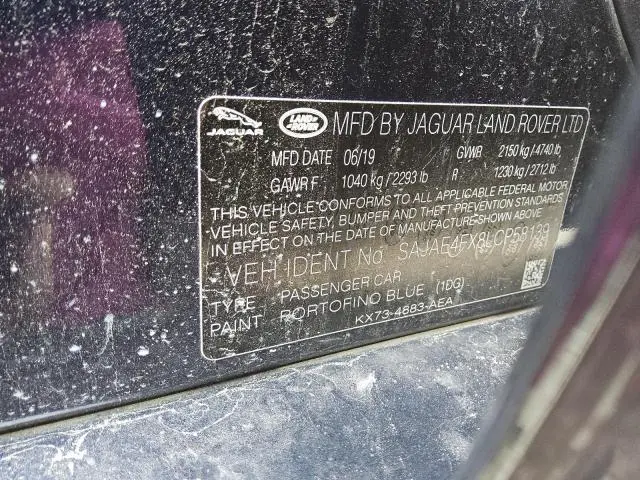 JAGUAR LAND ROVER MFD BY JAGUAR LAND ROVER LTD
MFD DATE 06/19 GVWR 2150 kg / 4740 lb
GAWR F 1040 kg / 2293 lb R 1230 kg / 2712 lb
THIS VEHICLE CONFORMS TO ALL APPLICABLE FEDERAL MOTOR
VEHICLE SAFETY, BUMPER AND THEFT PREVENTION STANDARDS
IN EFFECT ON THE DATE OF MANUFACTURE SHOWN ABOVE
VEH IDENT No SAJAE4FX8LCP58139
TYPE PASSENGER CAR
PAINT PORTOFINO BLUE (1DG)
KX73-4883-AEA